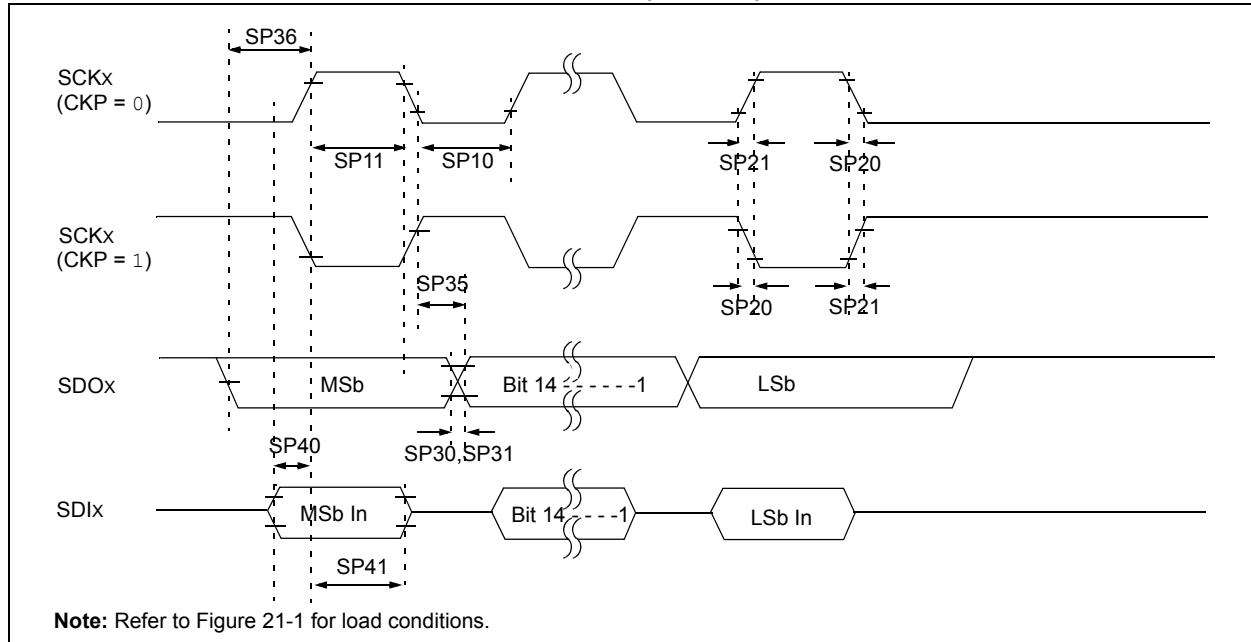 SP36
SCKx
(CKP = 0)
SP11
SP10
SP21
SP20
SCKx
(CKP = 1)
SP35
SP20
SP21
SDOx
MSb
Bit 14 - - - - - -1
LSb
SP40
SP30,SP31
SDIx
MSb In
Bit 14 - - - -1
LSb In
SP41
Note: Refer to Figure 21-1 for load conditions.